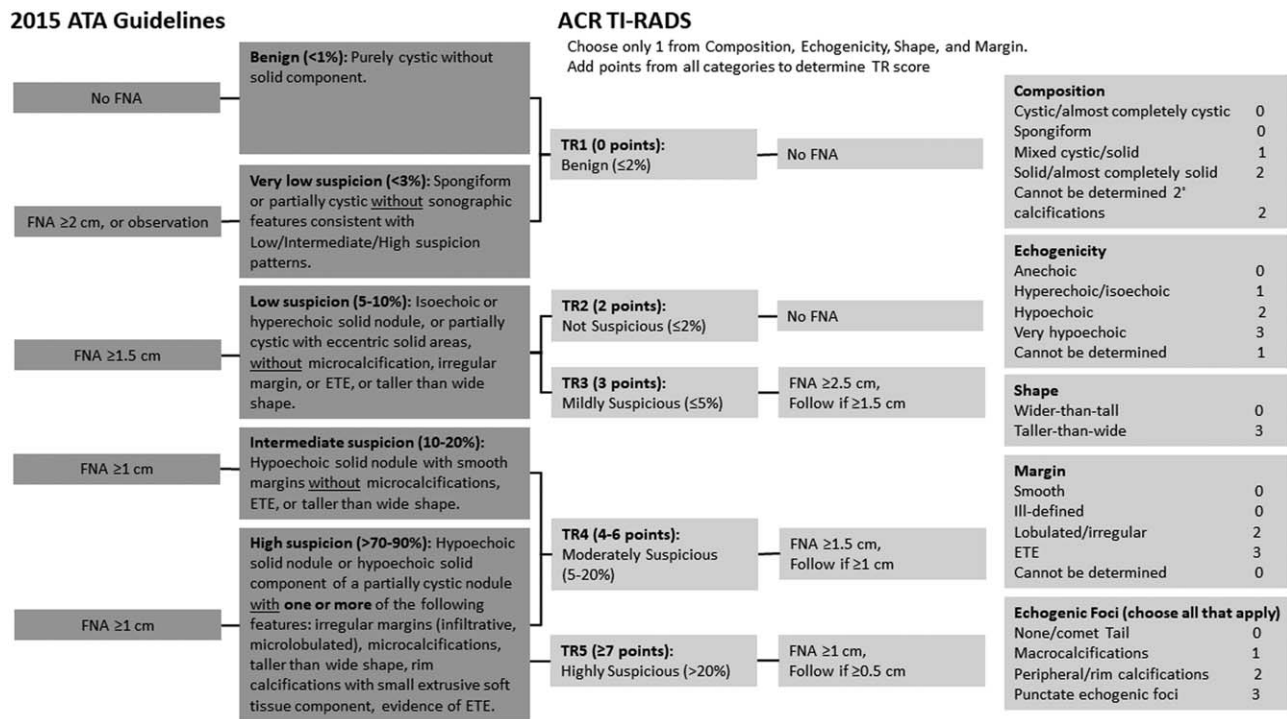 2015 ATA Guidelines
No FNA
Benign (<1%): Purely cystic without
solid component.
FNA ≥2 cm, or observation
Very low suspicion (<3%): Spongiform
or partially cystic without sonographic
features consistent with
Low/Intermediate/High suspicion
patterns.
FNA ≥1.5 cm
Low suspicion (5-10%): Isoechoic or
hyperechoic solid nodule, or partially
cystic with eccentric solid areas,
without microcalcification, irregular
margin, or ETE, or taller than wide
shape.
FNA ≥1 cm
Intermediate suspicion (10-20%):
Hypoechoic solid nodule with smooth
margins without microcalcifications,
ETE, or taller than wide shape.
FNA ≥1 cm
High suspicion (>70-90%): Hypoechoic
solid nodule or hypoechoic solid
component of a partially cystic nodule
with one or more of the following
features: irregular margins (infiltrative,
microlobulated), microcalcifications,
taller than wide shape, rim
calcifications with small extrusive soft
tissue component, evidence of ETE.
ACR TI-RADS
Choose only 1 from Composition, Echogenicity, Shape, and Margin.
Add points from all categories to determine TR score
TR1 (0 points):
Benign (≤2%)
No FNA
TR2 (2 points):
Not Suspicious (≤2%)
No FNA
TR3 (3 points):
Mildly Suspicious (≤5%)
FNA ≥2.5 cm,
Follow if ≥1.5 cm
TR4 (4-6 points):
Moderately Suspicious
(5-20%)
FNA ≥1.5 cm,
Follow if ≥1 cm
TR5 (≥7 points):
Highly Suspicious (>20%)
FNA ≥1 cm,
Follow if ≥0.5 cm
Composition
Cystic/almost completely cystic 0
Spongiform 0
Mixed cystic/solid 1
Solid/almost completely solid 2
Cannot be determined 2°
calcifications 2
Echogenicity
Anechoic 0
Hyperechoic/isoechoic 1
Hypoechoic 2
Very hypoechoic 3
Cannot be determined 1
Shape
Wider-than-tall 0
Taller-than-wide 3
Margin
Smooth 0
Ill-defined 0
Lobulated/irregular 2
ETE 3
Cannot be determined 0
Echogenic Foci (choose all that apply)
None/comet Tail 0
Macrocalcifications 1
Peripheral/rim calcifications 2
Punctate echogenic foci 3